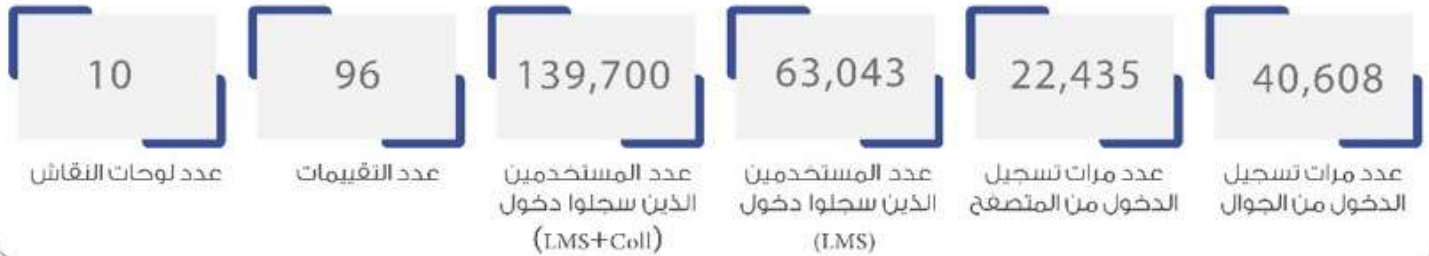 40,608
عدد مرات تسجيل
الدخول من الجوال
22,435
عدد مرات تسجيل
الدخول من المتصفح
63,043
عدد المستخدمين
الذين سجلوا دخول
(LMS)
139,700
عدد المستخدمين
الذين سجلوا دخول
(LMS+Coll)
96
عدد التقييمات
10
عدد لوحات النقاش